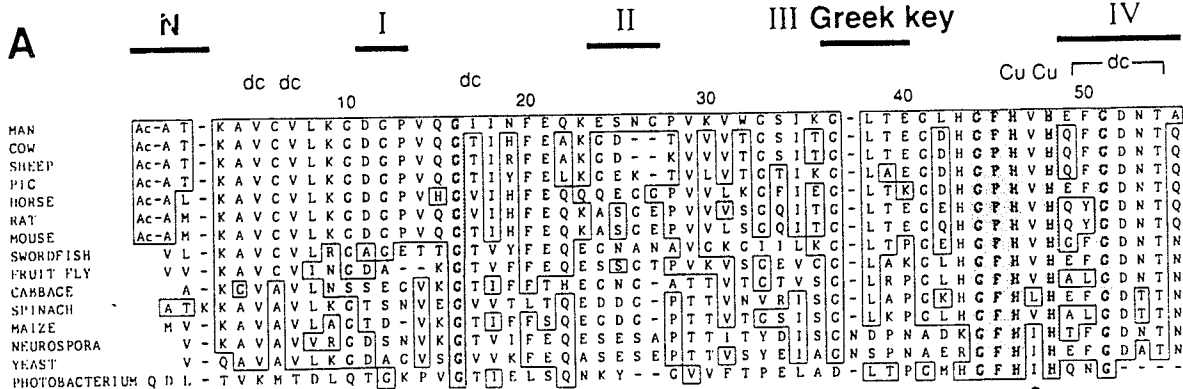 A N I II III Greek key IV
dc dc dc Cu Cu dc
10 20 30 40 50
MAN Ac-A T - K A V C V L K G D G P V Q G I I N F E Q K E S N G P V K V W G S I K G - L T E G L H G F H V H E F G D N T A
COW Ac-A T - K A V C V L K G D G P V Q G T I H F E A K G D - - T V V V T G S I T G - L T E G D H G F H V H Q F G D N T
SHEEP Ac-A T - K A V C V L K G D G P V Q G T I R F E A K G D - - K V V V T G S I T G - L T E G D H G F H V H Q F G D N T
PIG Ac-A T - K A V C V L K G D G P V Q G T I Y F E L K G E K - T V L V T G T I K G - L A E G D H G F H V H Q F G D N T
HORSE Ac-A L - K A V C V L K G D G P V H G V I H F E Q Q Q E G G P V V L K G F I E G - L T K G D H G F H V H E F G D N T
RAT Ac-A M - K A V C V L K G D G P V Q G V I H F E Q K A S G E P V V V S G Q I T G - L T E G E H G F H V H Q Y G D N T
MOUSE Ac-A M - K A V C V L K G D G P V Q G V I H F E Q K A S G E P V V L S G Q I T G - L T E G Q H G F H V H Q Y G D N T
SWORDFISH V L - K A V C V L R G A G E T T G T V Y F E Q E G N A N A V G K G I I L K G - L T P G E H G F H V H G F G D N T
FRUIT FLY V V - K A V C V I N G D A - - K G T V F F E Q E S S G T P V K V S G E V C G - L A K G L H G F H V H E F G D N T
CABBAGE A - K G V A V L N S S E G V K G T I F F T H E G N G - A T T V T G T V S G - L R P G L H G F H V H A L G D N T
SPINACH A T K K A V A V L K G T S N V E G V V T L T Q E D D G - P T T V N V R I S G - L A P G K H G F H L H E F G D T T
MAIZE M V - K A V A V L A G T D - V K G T I F F S Q E G D G - P T T V T G S I S G - L K P G L H G F H V H A L G D T T
NEUROSPORA V - K A V A V V R G D S N V K G T V I F E Q E S E S A P T T I T Y D I S G N D P N A D K G F H I H T F G D N T
YEAST V - Q A V A V L K G D A G V S G V V K F E Q A S E S E P T T V S Y E I A G N S P N A E R G F H I H E F G D A T
PHOTOBACTERIUM Q D L - T V K M T D L Q T G K P V G T I E L S Q N K Y - - G V V F T P E L A D - L T P G M H G F H I H Q N G - - -